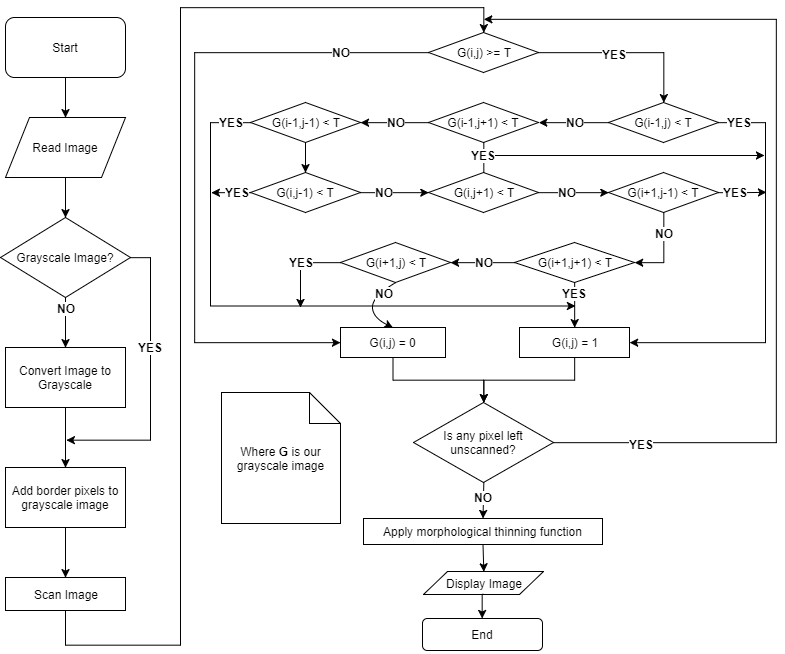 Start
Read Image
Grayscale Image?
NO
YES
Convert Image to
Grayscale
Add border pixels to
grayscale image
Scan Image
G(i,j) >= T
NO
YES
G(i-1,j-1) < T
YES
NO
G(i-1,j+1) < T
NO
G(i-1,j) < T
YES
YES
YES
G(i,j-1) < T
NO
G(i,j+1) < T
NO
G(i+1,j-1) < T
YES
NO
YES
G(i+1,j) < T
NO
G(i+1,j+1) < T
NO
YES
G(i,j) = 0
G(i,j) = 1
Where G is our
grayscale image
Is any pixel left
unscanned?
YES
NO
Apply morphological thinning function
Display Image
End